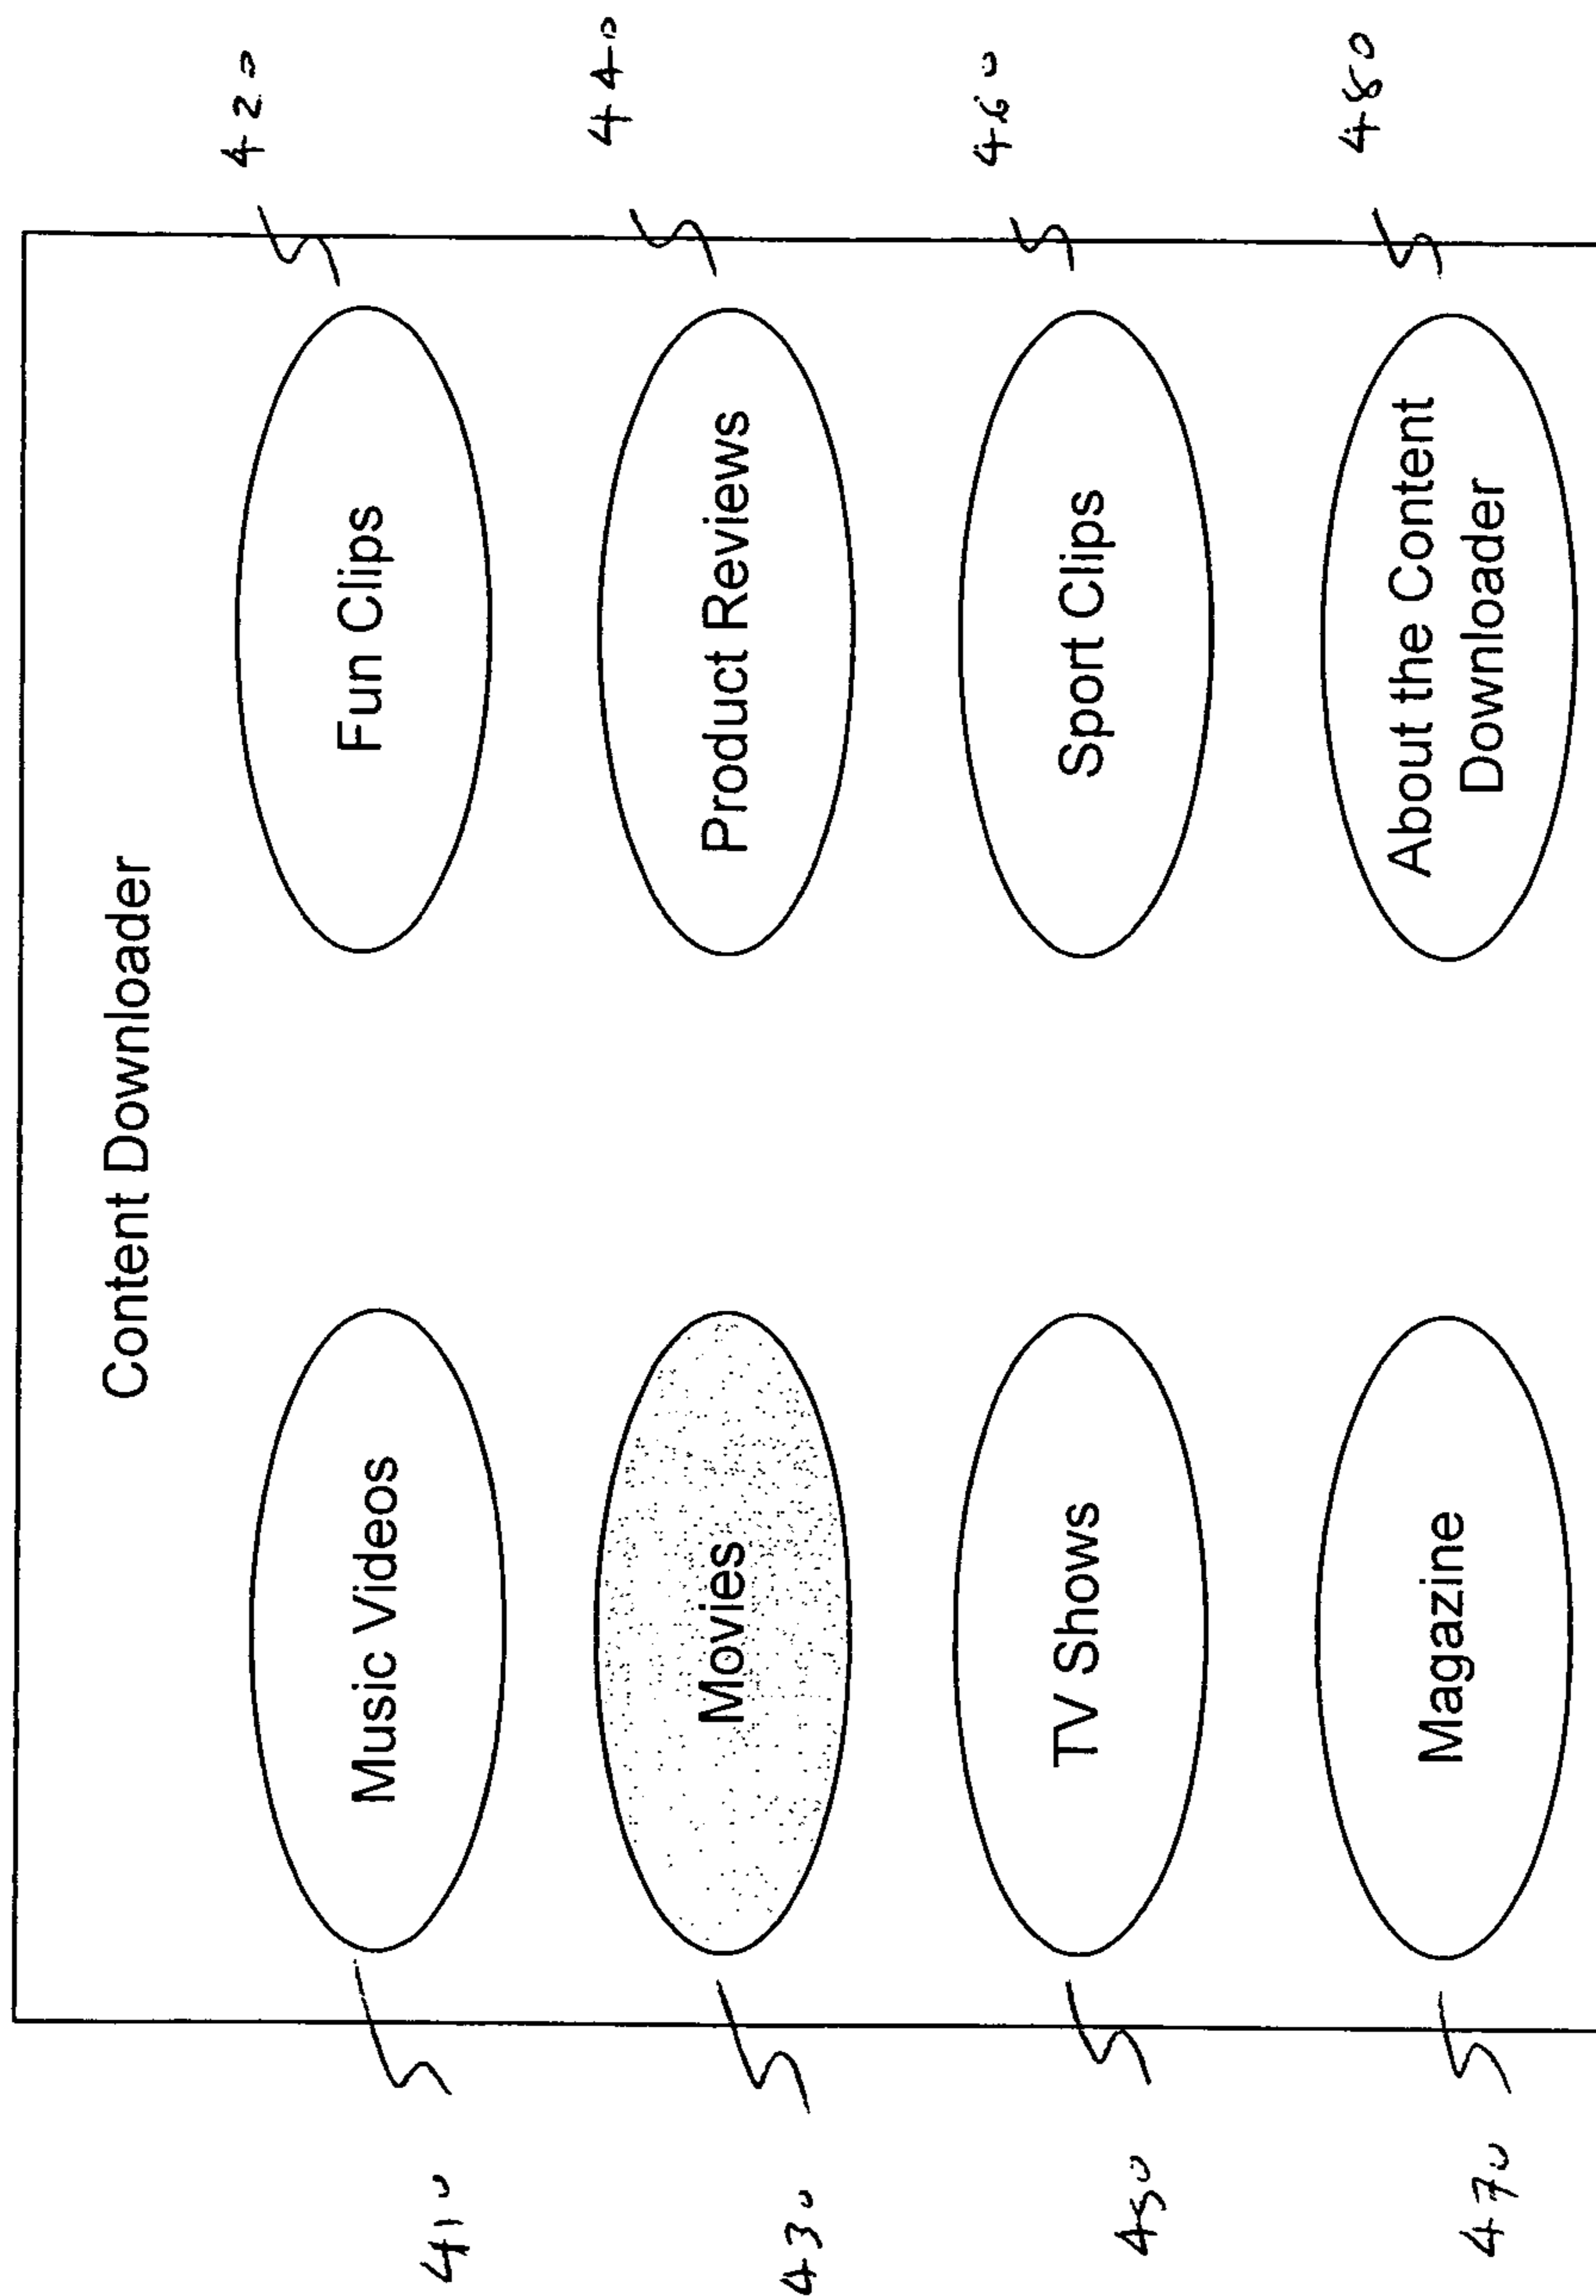 Content Downloader
410
Music Videos
Fun Clips
420
430
Movies
Product Reviews
440
450
TV Shows
Sport Clips
460
470
Magazine
About the Content
Downloader
480